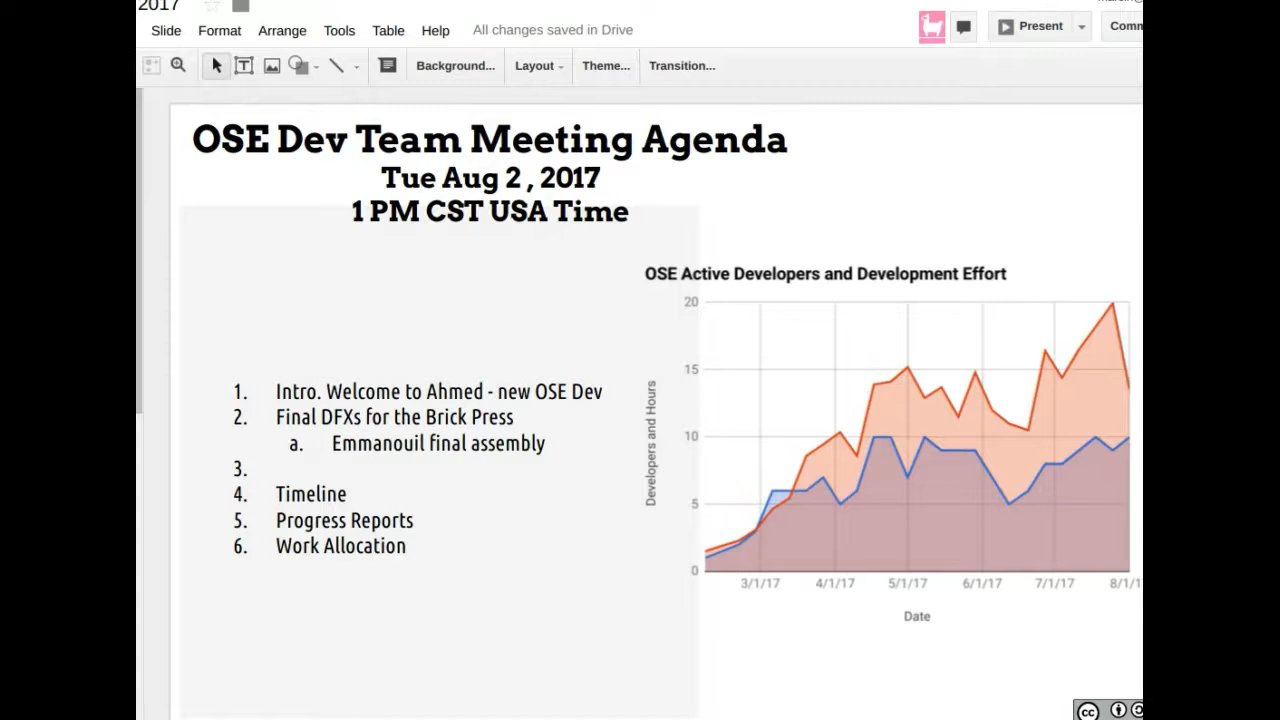 2017
Slide Format Arrange Tools Table Help All changes saved in Drive
Present
Background... Layout Theme... Transition...
OSE Dev Team Meeting Agenda
Tue Aug 2 , 2017
1 PM CST USA Time
1. Intro. Welcome to Ahmed - new OSE Dev
2. Final DFXs for the Brick Press
a. Emmanouil final assembly
3.
4. Timeline
5. Progress Reports
6. Work Allocation
OSE Active Developers and Development Effort
Developers and Hours
20
15
10
5
0
3/1/17 4/1/17 5/1/17 6/1/17 7/1/17 8/1/1
Date
cc